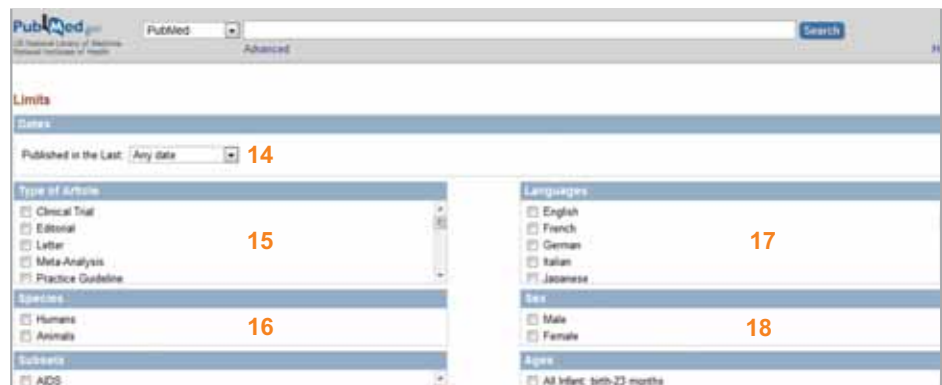 PubMed.gov
PubMed
Search
US National Library of Medicine
National Institutes of Health
Advanced
Limits
Dates
Published in the Last: Any date
14
Type of Article
Clinical Trial
Editorial
Letter
Meta-Analysis
Practice Guideline
15
Languages
English
French
German
Italian
Japanese
17
Species
Humans
Animals
16
Sex
Male
Female
18
Subsets
AIDS
Ages
All Infant: birth-23 months